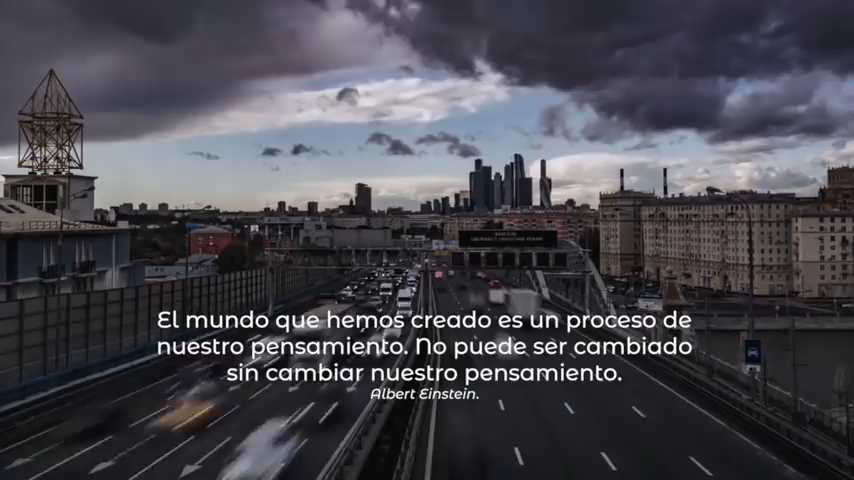 El mundo que hemos creado es un proceso de
nuestro pensamiento. No puede ser cambiado
sin cambiar nuestro pensamiento.
Albert Einstein.